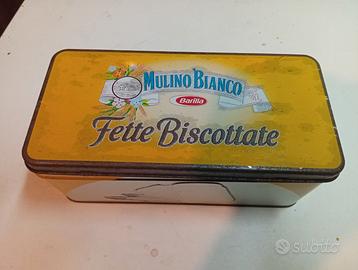 MULINO BIANCO
Barilla
Fette Biscottate
subito